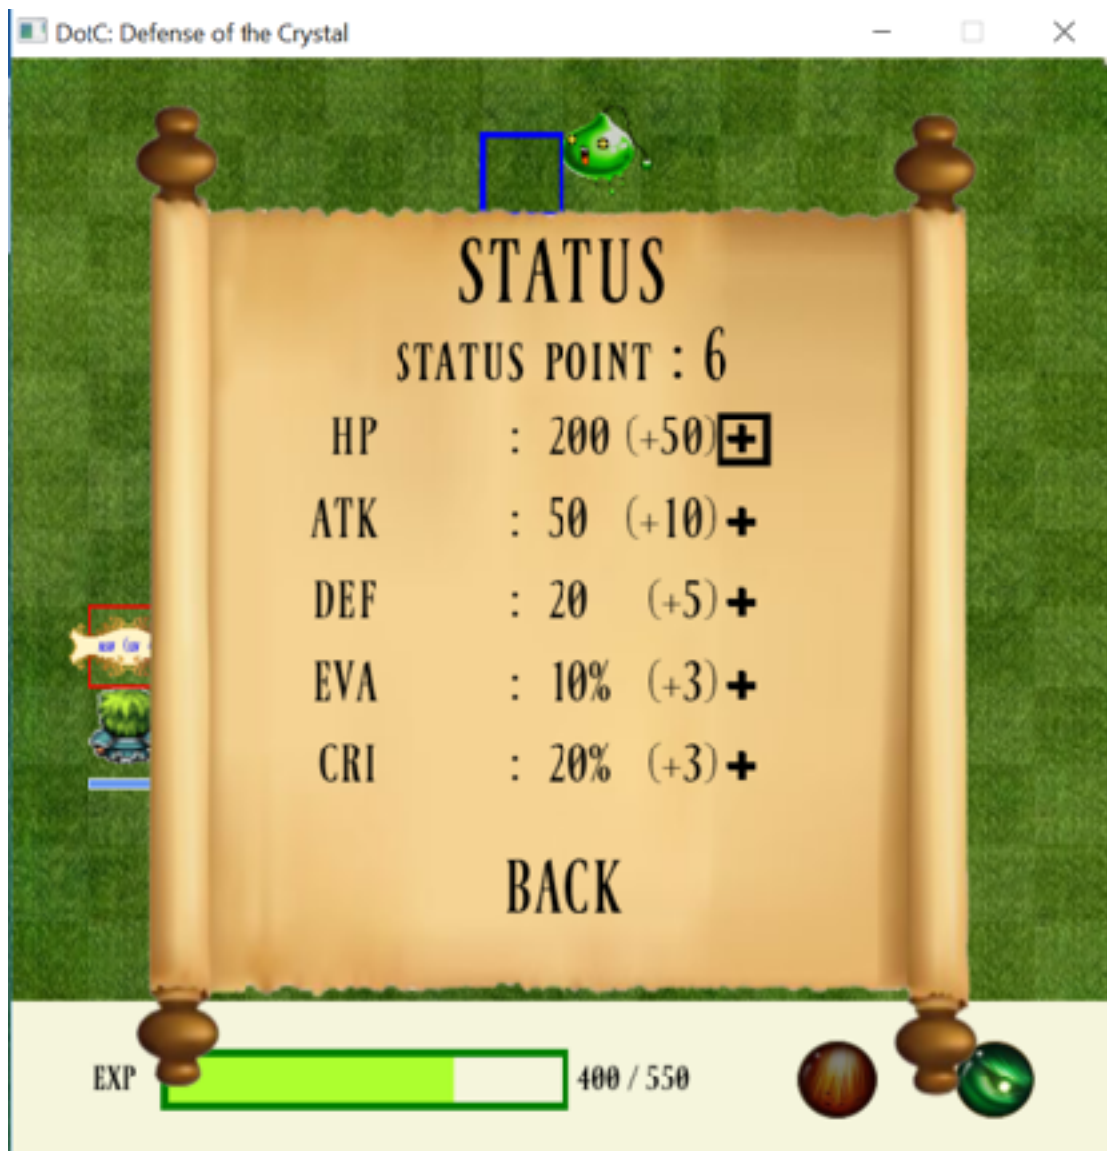 DotC: Defense of the Crystal
STATUS
STATUS POINT : 6
HP : 200 (+50) +
ATK : 50 (+10) +
DEF : 20 (+5) +
EVA : 10% (+3) +
CRI : 20% (+3) +
BACK
EXP 400 / 550